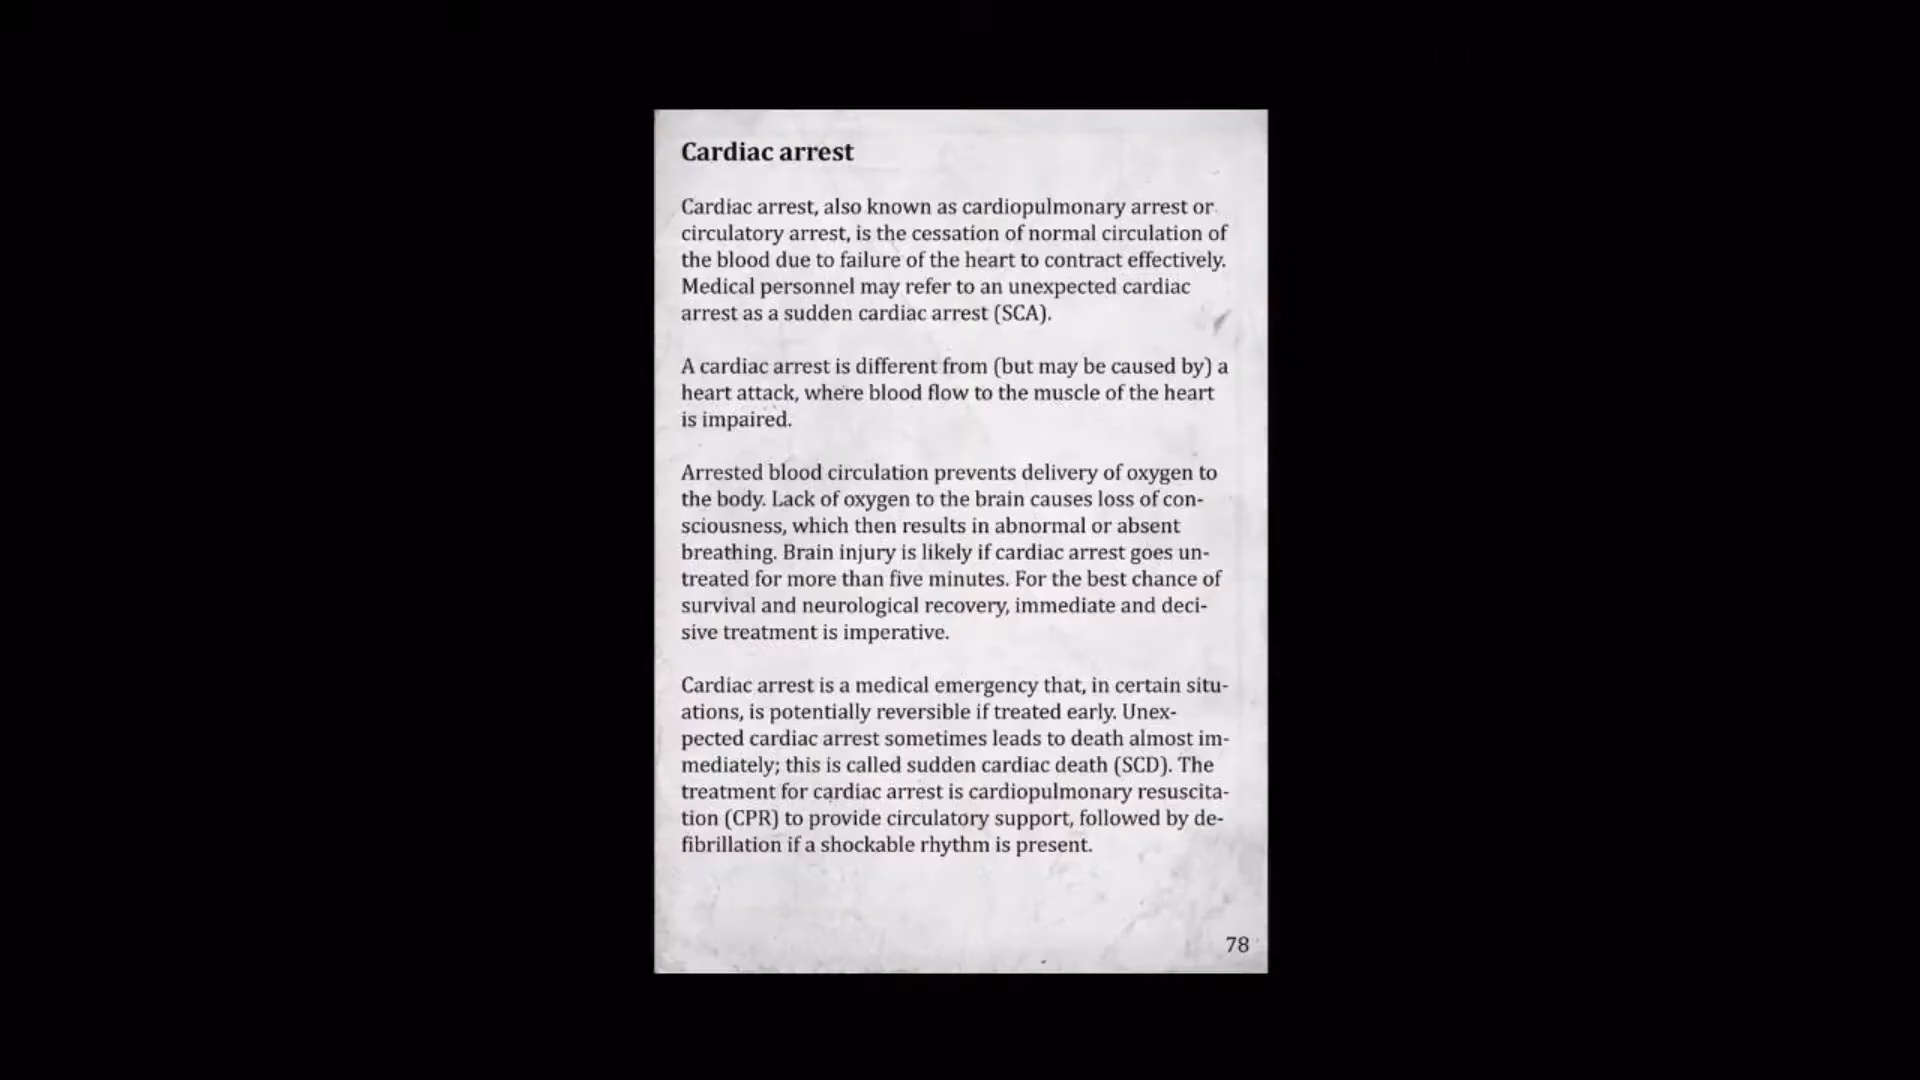 Cardiac arrest
Cardiac arrest, also known as cardiopulmonary arrest or
circulatory arrest, is the cessation of normal circulation of
the blood due to failure of the heart to contract effectively.
Medical personnel may refer to an unexpected cardiac
arrest as a sudden cardiac arrest (SCA).
A cardiac arrest is different from (but may be caused by) a
heart attack, where blood flow to the muscle of the heart
is impaired.
Arrested blood circulation prevents delivery of oxygen to
the body. Lack of oxygen to the brain causes loss of con-
sciousness, which then results in abnormal or absent
breathing. Brain injury is likely if cardiac arrest goes un-
treated for more than five minutes. For the best chance of
survival and neurological recovery, immediate and deci-
sive treatment is imperative.
Cardiac arrest is a medical emergency that, in certain situ-
ations, is potentially reversible if treated early. Unex-
pected cardiac arrest sometimes leads to death almost im-
mediately; this is called sudden cardiac death (SCD). The
treatment for cardiac arrest is cardiopulmonary resuscita-
tion (CPR) to provide circulatory support, followed by de-
fibrillation if a shockable rhythm is present.
78